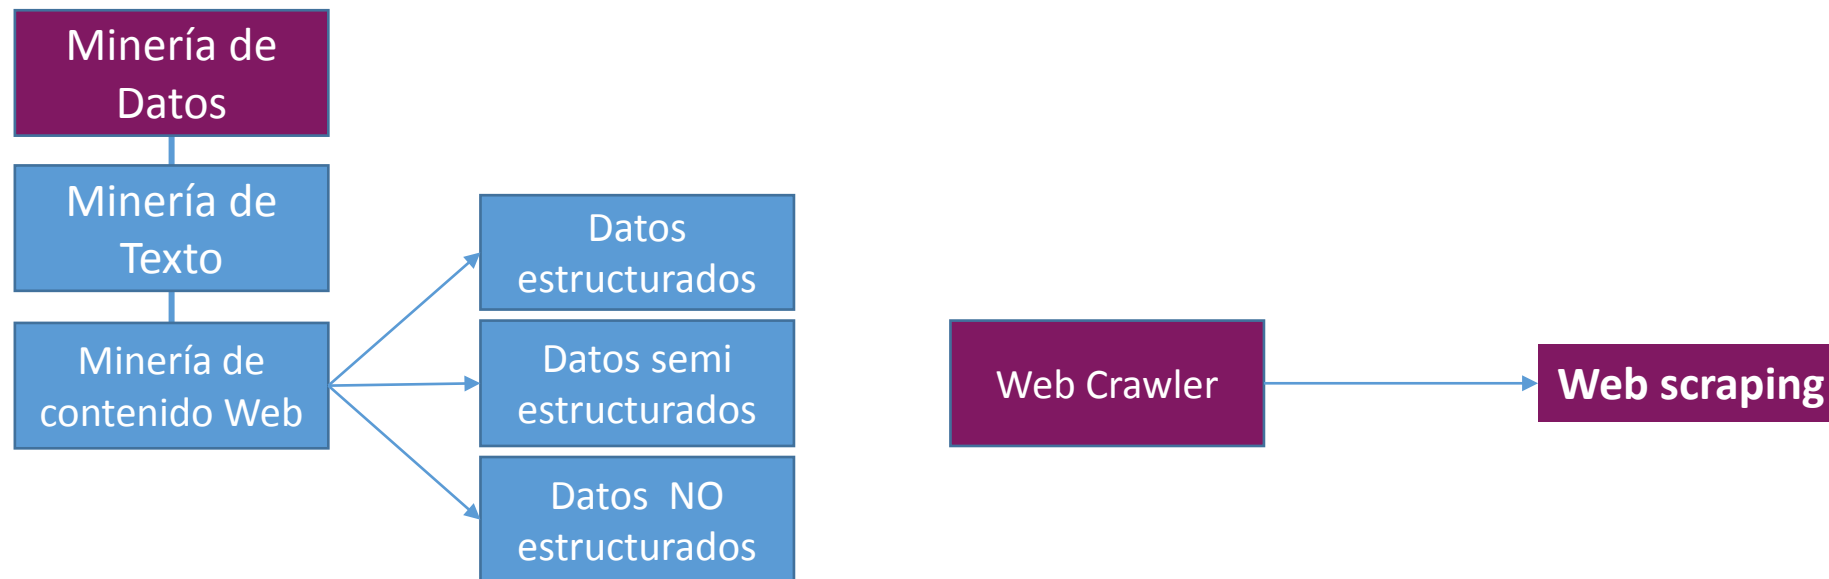 Minería de
Datos
Minería de
Texto
Minería de
contenido Web
Datos
estructurados
Datos semi
estructurados
Datos  NO
estructurados
Web Crawler
Web scraping